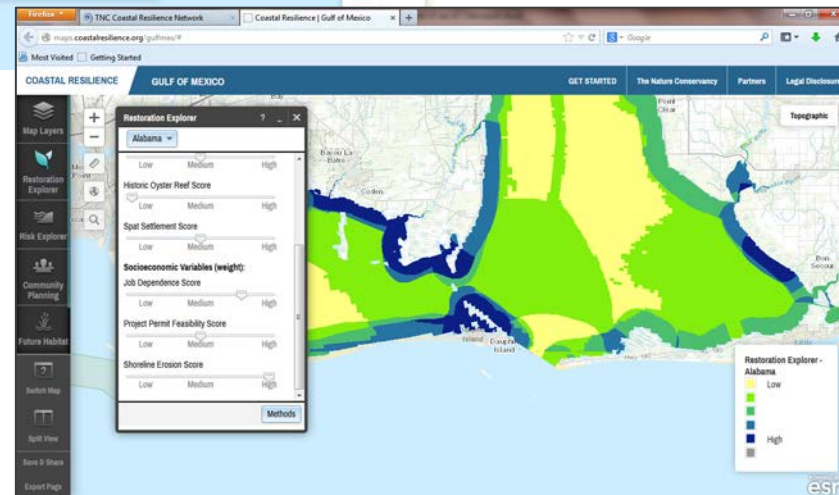 Firefox
TNC Coastal Resilience Network
Coastal Resilience | Gulf of Mexico
maps.coastalresilience.org/gulfmex/#
Google
Most Visited Getting Started
COASTAL RESILIENCE GULF OF MEXICO GET STARTED The Nature Conservancy Partners Legal Disclosure
Map Layers
Restoration Explorer
Risk Explorer
Community Planning
Future Habitat
Switch Map
Split View
Save & Share
Export Page
Restoration Explorer ? _ X
Alabama
Low Medium High
Historic Oyster Reef Score
Low Medium High
Spat Settlement Score
Low Medium High
Socioeconomic Variables (weight):
Job Dependence Score
Low Medium High
Project Permit Feasibility Score
Low Medium High
Shoreline Erosion Score
Low Medium High
Methods
Bayou La Batre
Coden
Point Clear
Topographic
Bon Secour
Dauphin Island
Restoration Explorer -
Alabama
Low
High
esri